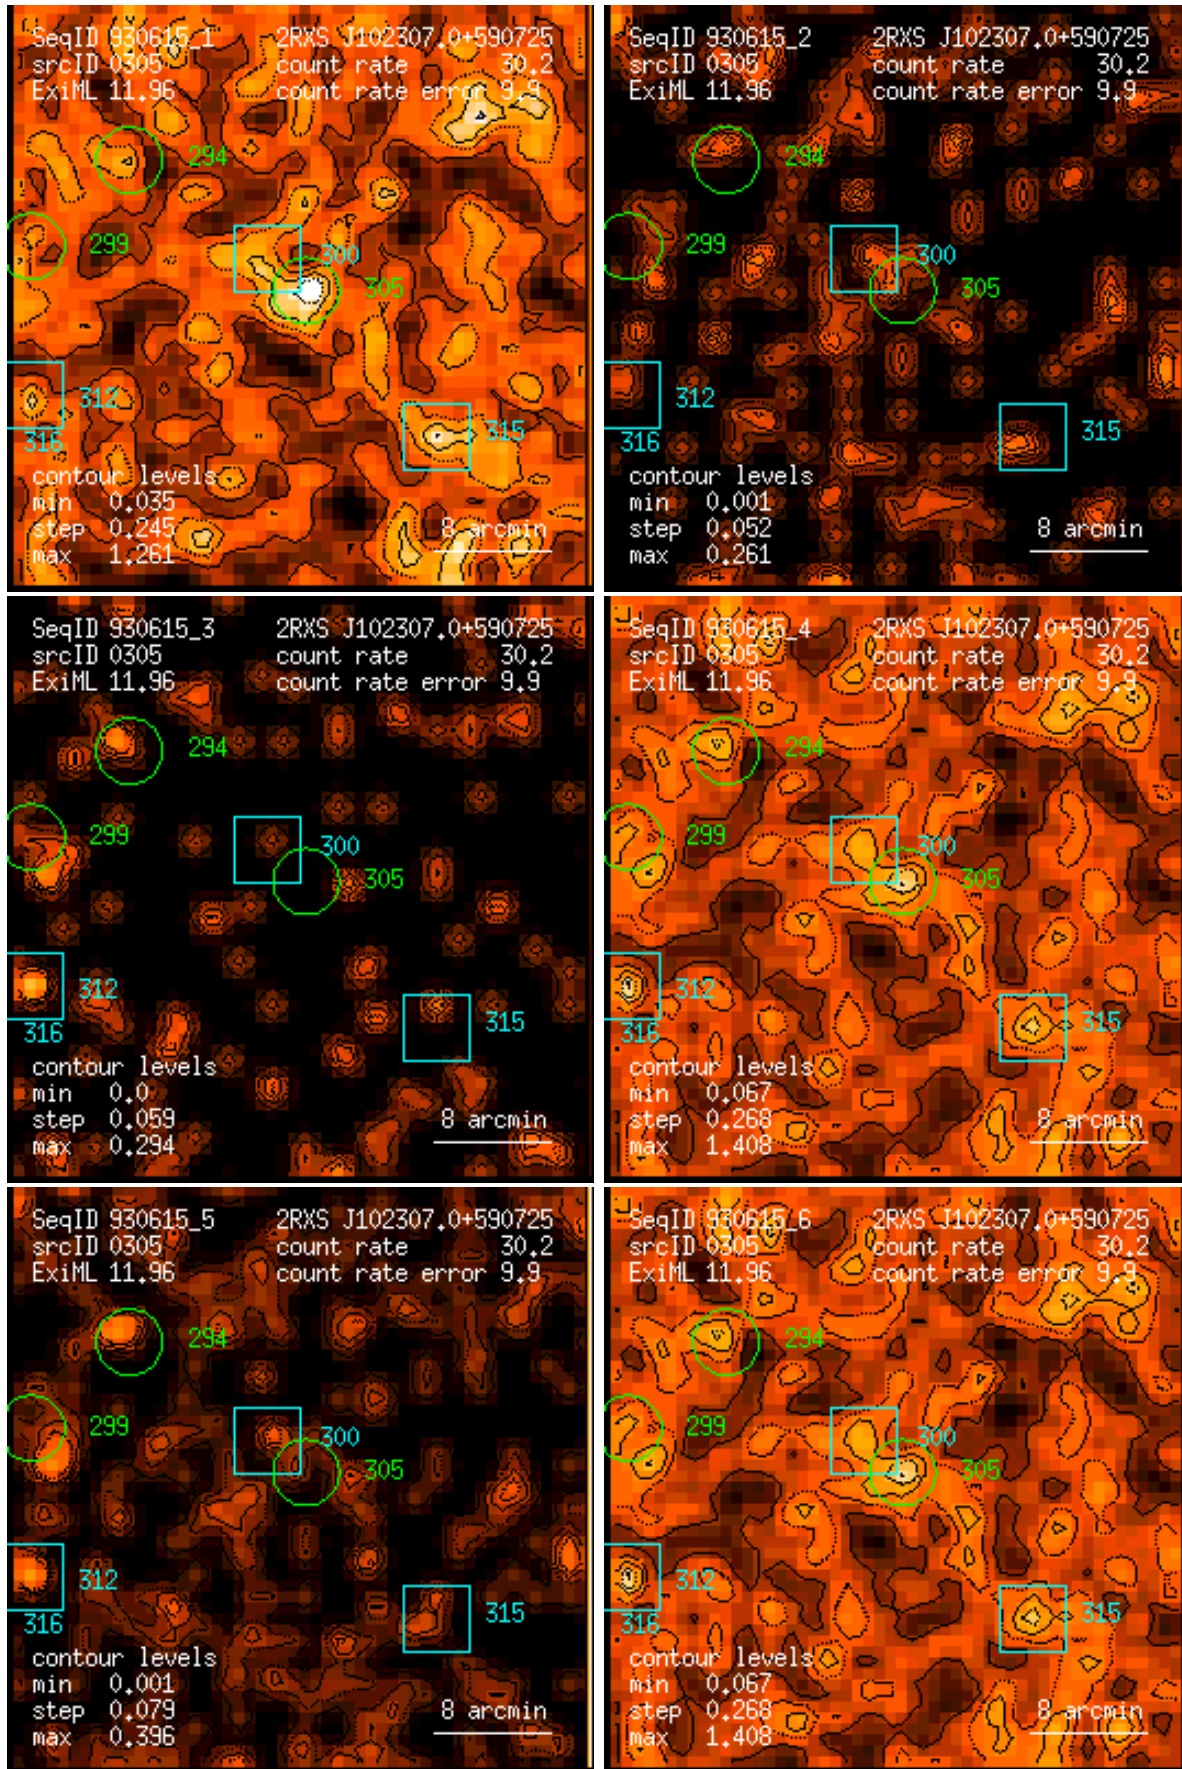 SeqID 930615_1 2RXS J102307.0+590725
srcID 0305 count rate 30.2
ExiML 11.96 count rate error 9.9
294
299
300
305
312
316
315
contour levels
min 0.035
step 0.245 8 arcmin
max 1.261
SeqID 930615_2 2RXS J102307.0+590725
srcID 0305 count rate 30.2
ExiML 11.96 count rate error 9.9
294
299
300
305
312
316
315
contour levels
min 0.001
step 0.052 8 arcmin
max 0.261
SeqID 930615_3 2RXS J102307.0+590725
srcID 0305 count rate 30.2
ExiML 11.96 count rate error 9.9
294
299
300
305
312
316
315
contour levels
min 0.0
step 0.059 8 arcmin
max 0.294
SeqID 930615_4 2RXS J102307.0+590725
srcID 0305 count rate 30.2
ExiML 11.96 count rate error 9.9
294
299
300
305
312
316
315
contour levels
min 0.067
step 0.268 8 arcmin
max 1.408
SeqID 930615_5 2RXS J102307.0+590725
srcID 0305 count rate 30.2
ExiML 11.96 count rate error 9.9
294
299
300
305
312
316
315
contour levels
min 0.001
step 0.079 8 arcmin
max 0.396
SeqID 930615_6 2RXS J102307.0+590725
srcID 0305 count rate 30.2
ExiML 11.96 count rate error 9.9
294
299
300
305
312
316
315
contour levels
min 0.067
step 0.268 8 arcmin
max 1.408